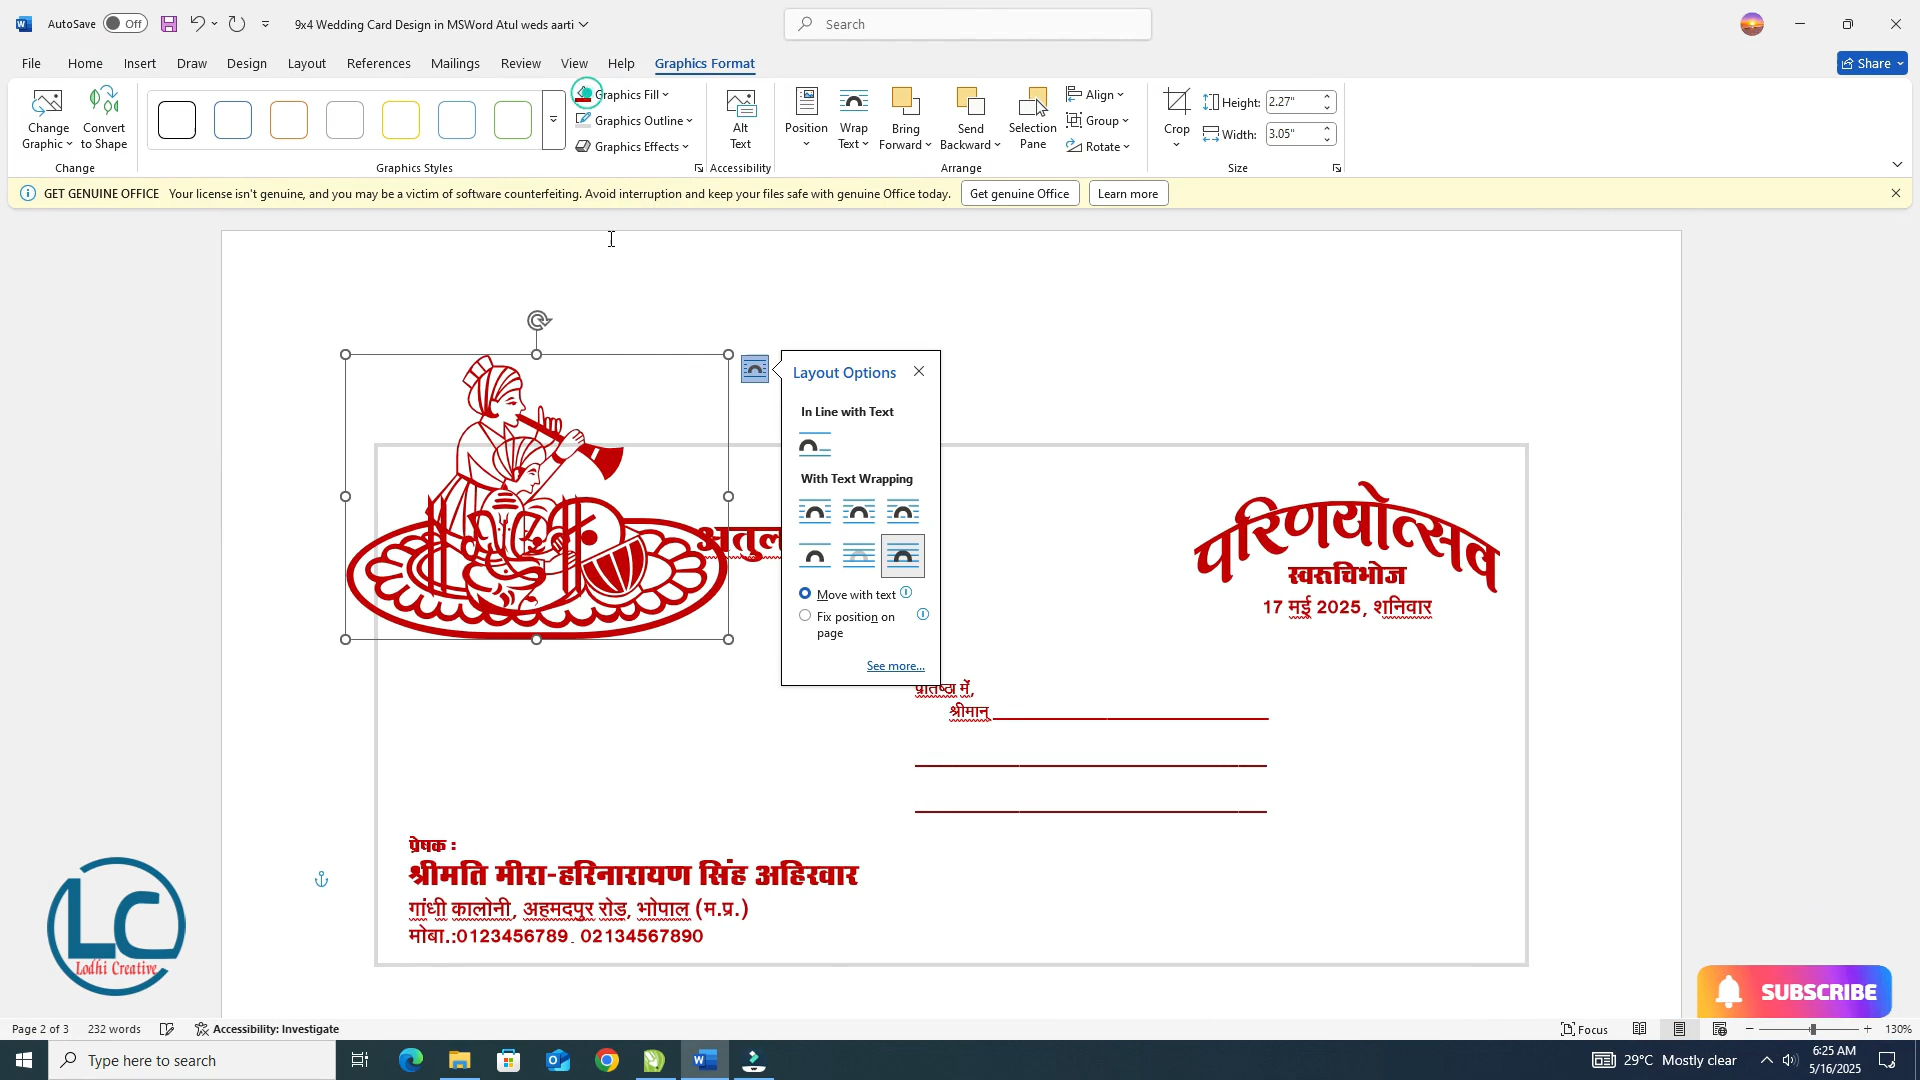 AutoSave Off 9x4 Wedding Card Design in MSWord Atul weds aarti Search
File Home Insert Draw Design Layout References Mailings Review View Help Graphics Format Share
Change Graphic
Convert to Shape
Change
Graphics Styles
Graphics Fill
Graphics Outline
Graphics Effects
Alt Text
Accessibility
Position
Wrap Text
Bring Forward
Send Backward
Selection Pane
Align
Group
Rotate
Arrange
Crop
Height: 2.27"
Width: 3.05"
Size
GET GENUINE OFFICE Your license isn't genuine, and you may be a victim of software counterfeiting. Avoid interruption and keep your files safe with genuine Office today. Get genuine Office Learn more
Layout Options
In Line with Text
With Text Wrapping
Move with text
Fix position on page
See more...
परिणयोत्सव
स्वरूचिभोज
17 मई 2025, शनिवार
प्रतिष्ठा में,
श्रीमान्
प्रेषक :
श्रीमति मीरा-हरिनारायण सिंह अहिरवार
गांधी कालोनी, अहमदपुर रोड़, भोपाल (म.प्र.)
मोबा.:0123456789, 02134567890
LC
Lodhi Creative
SUBSCRIBE
Page 2 of 3 232 words Accessibility: Investigate Focus 130%
Type here to search 29°C Mostly clear 6:25 AM
5/16/2025